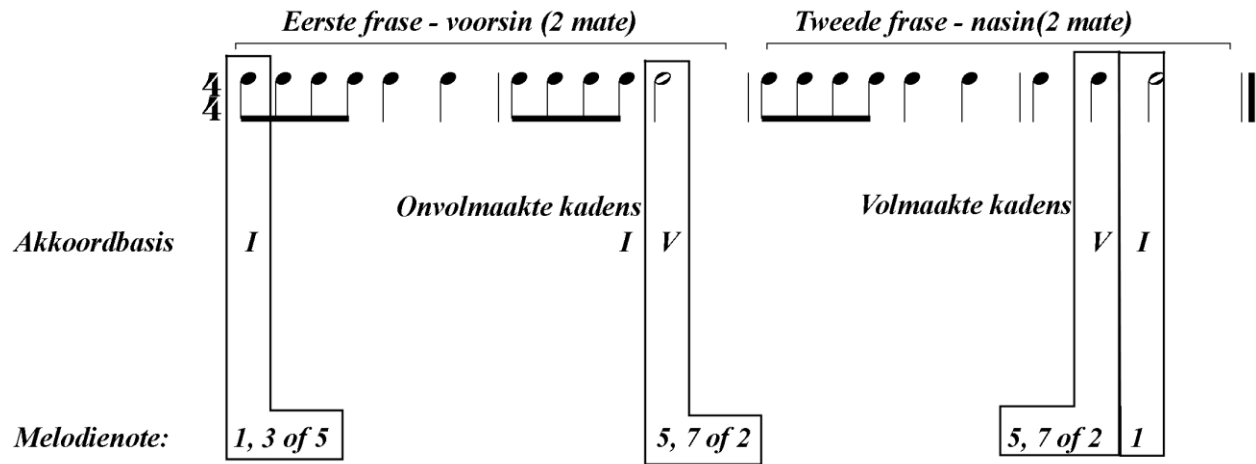 Eerste frase - voorsin (2 mate) Tweede frase - nasin(2 mate)
4
4
Onvolmaakte kadens Volmaakte kadens
Akkoordbasis I I V V I
Melodienote: 1, 3 of 5 5, 7 of 2 5, 7 of 2 1